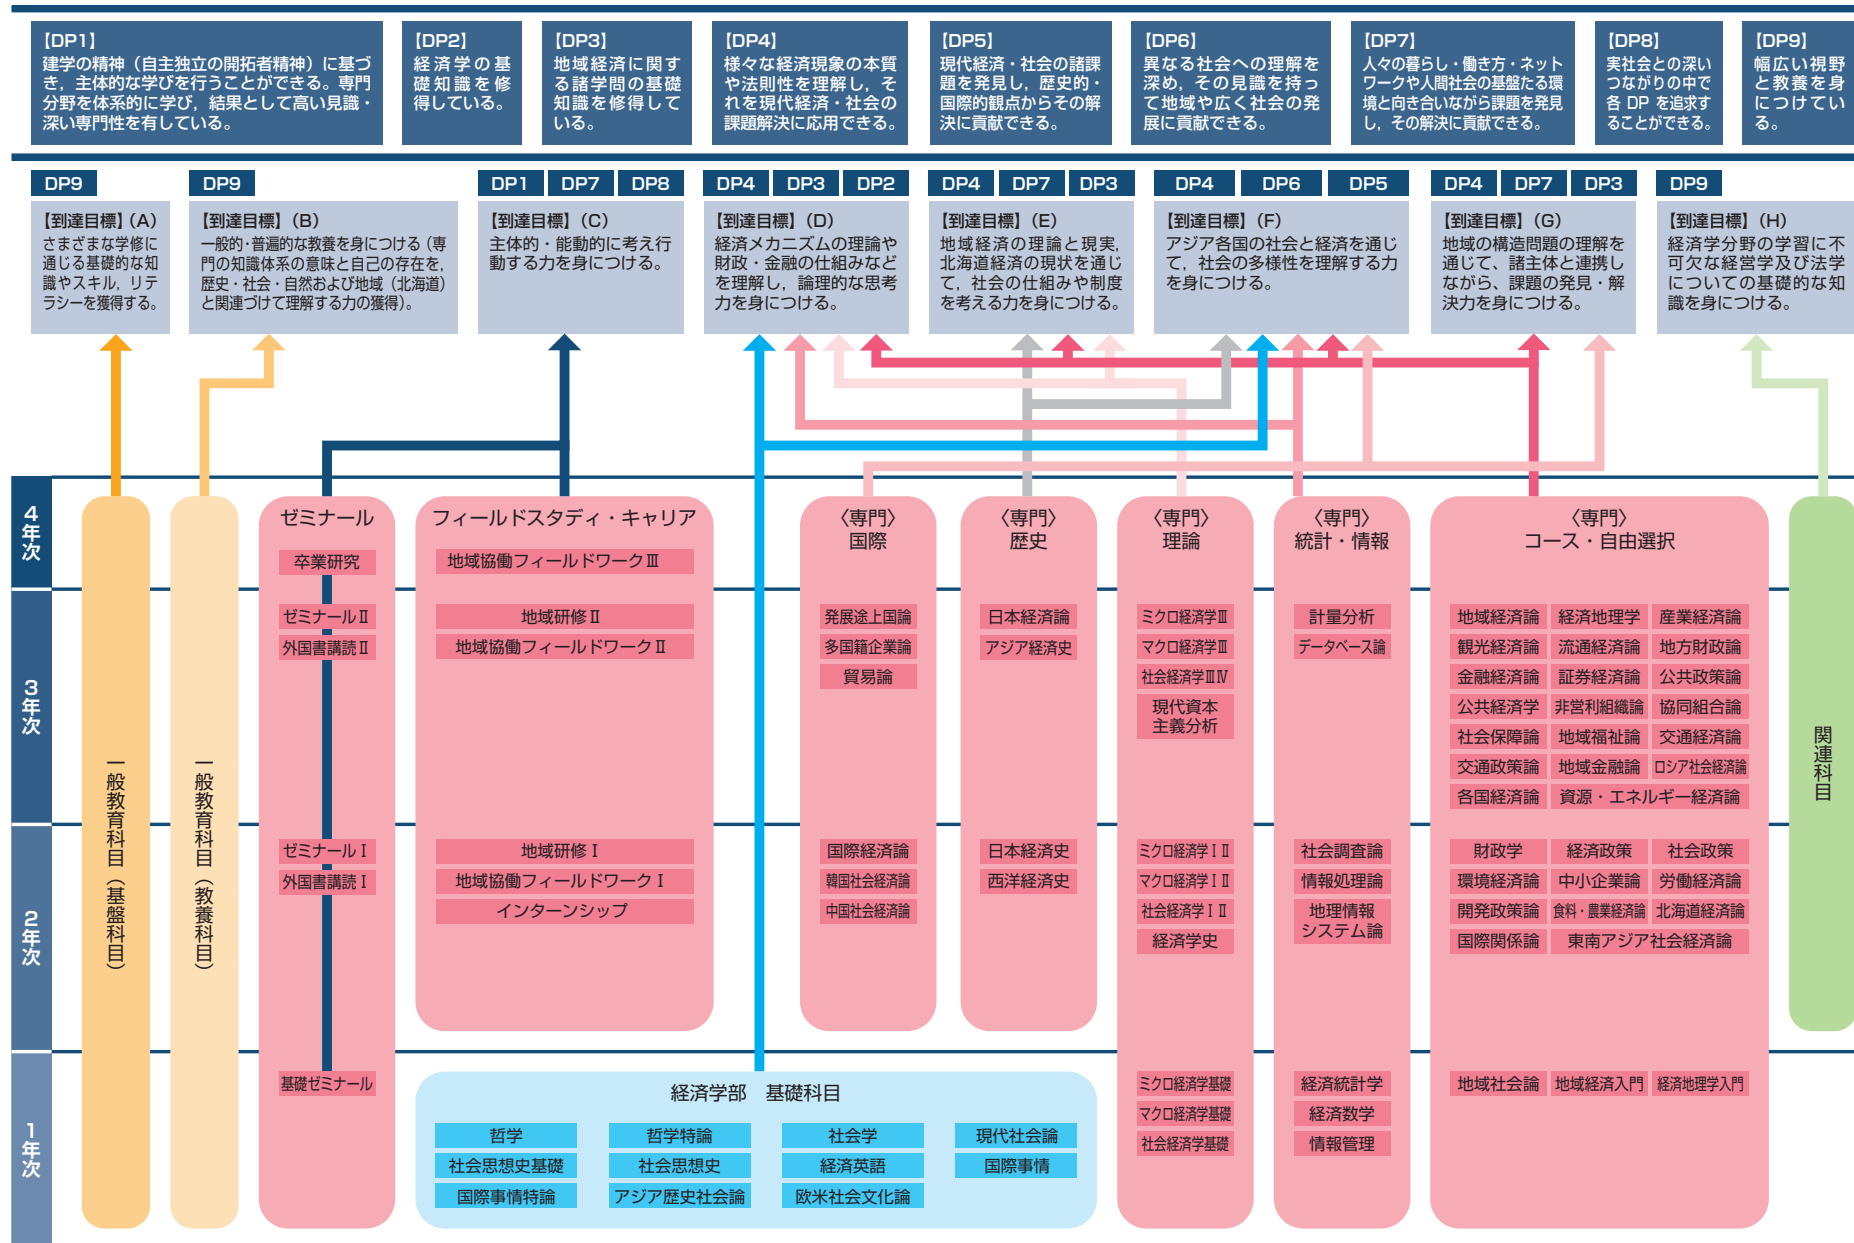 【DP1】
建学の精神（自主独立の開拓者精神）に基づ
き，主体的な学びを行うことができる。専門
分野を体系的に学び，結果として高い見識・
深い専門性を有している。
【DP2】
経済学の基
礎知識を修
得している。
【DP3】
地域経済に関す
る諸学問の基礎
知識を修得して
いる。
【DP4】
様々な経済現象の本質
や法則性を理解し，そ
れを現代経済・社会の
課題解決に応用できる。
【DP5】
現代経済・社会の諸課
題を発見し，歴史的・
国際的観点からその解
決に貢献できる。
【DP6】
異なる社会への理解を
深め，その見識を持っ
て地域や広く社会の発
展に貢献できる。
【DP7】
人々の暮らし・働き方・ネット
ワークや人間社会の基盤たる環
境と向き合いながら課題を発見
し，その解決に貢献できる。
【DP8】
実社会との深い
つながりの中で
各 DP を追求す
ることができる。
【DP9】
幅広い視野
と教養を身
につけてい
る。
DP9
【到達目標】（A）
さまざまな学修に
通じる基礎的な知
識やスキル，リテ
ラシーを獲得する。
DP9
【到達目標】（B）
一般的・普遍的な教養を身につける（専
門の知識体系の意味と自己の存在を，
歴史・社会・自然および地域（北海道）
と関連づけて理解する力の獲得）。
DP1 DP7 DP8
【到達目標】（C）
主体的・能動的に考え行
動する力を身につける。
DP4 DP3 DP2
【到達目標】（D）
経済メカニズムの理論や
財政・金融の仕組みなど
を理解し，論理的な思考
力を身につける。
DP4 DP7 DP3
【到達目標】（E）
地域経済の理論と現実，
北海道経済の現状を通じ
て，社会の仕組みや制度
を考える力を身につける。
DP4 DP6 DP5
【到達目標】（F）
アジア各国の社会と経済を通じ
て，社会の多様性を理解する力
を身につける。
DP4 DP7 DP3
【到達目標】（G）
地域の構造問題の理解を
通じて、諸主体と連携し
ながら、課題の発見・解
決力を身につける。
DP9
【到達目標】（H）
経済学分野の学習に不
可欠な経営学及び法学
についての基礎的な知
識を身につける。
4年次
3年次
2年次
1年次
一般教育科目（基盤科目）
一般教育科目（教養科目）
ゼミナール
卒業研究
ゼミナールⅡ
外国書講読Ⅱ
ゼミナールⅠ
外国書講読Ⅰ
基礎ゼミナール
フィールドスタディ・キャリア
地域協働フィールドワークⅢ
地域研修Ⅱ
地域協働フィールドワークⅡ
地域研修Ⅰ
地域協働フィールドワークⅠ
インターンシップ
経済学部　基礎科目
哲学 哲学特論 社会学 現代社会論
社会思想史基礎 社会思想史 経済英語 国際事情
国際事情特論 アジア歴史社会論 欧米社会文化論
〈専門〉
国際
発展途上国論
多国籍企業論
貿易論
国際経済論
韓国社会経済論
中国社会経済論
〈専門〉
歴史
日本経済論
アジア経済史
日本経済史
西洋経済史
〈専門〉
理論
ミクロ経済学Ⅲ
マクロ経済学Ⅲ
社会経済学ⅢⅣ
現代資本
主義分析
ミクロ経済学ⅠⅡ
マクロ経済学ⅠⅡ
社会経済学ⅠⅡ
経済学史
ミクロ経済学基礎
マクロ経済学基礎
社会経済学基礎
〈専門〉
統計・情報
計量分析
データベース論
社会調査論
情報処理論
地理情報
システム論
経済統計学
経済数学
情報管理
〈専門〉
コース・自由選択
地域経済論 経済地理学 産業経済論
観光経済論 流通経済論 地方財政論
金融経済論 証券経済論 公共政策論
公共経済学 非営利組織論 協同組合論
社会保障論 地域福祉論 交通経済論
交通政策論 地域金融論 ロシア社会経済論
各国経済論 資源・エネルギー経済論
財政学 経済政策 社会政策
環境経済論 中小企業論 労働経済論
開発政策論 食料・農業経済論 北海道経済論
国際関係論 東南アジア社会経済論
地域社会論 地域経済入門 経済地理学入門
関連科目